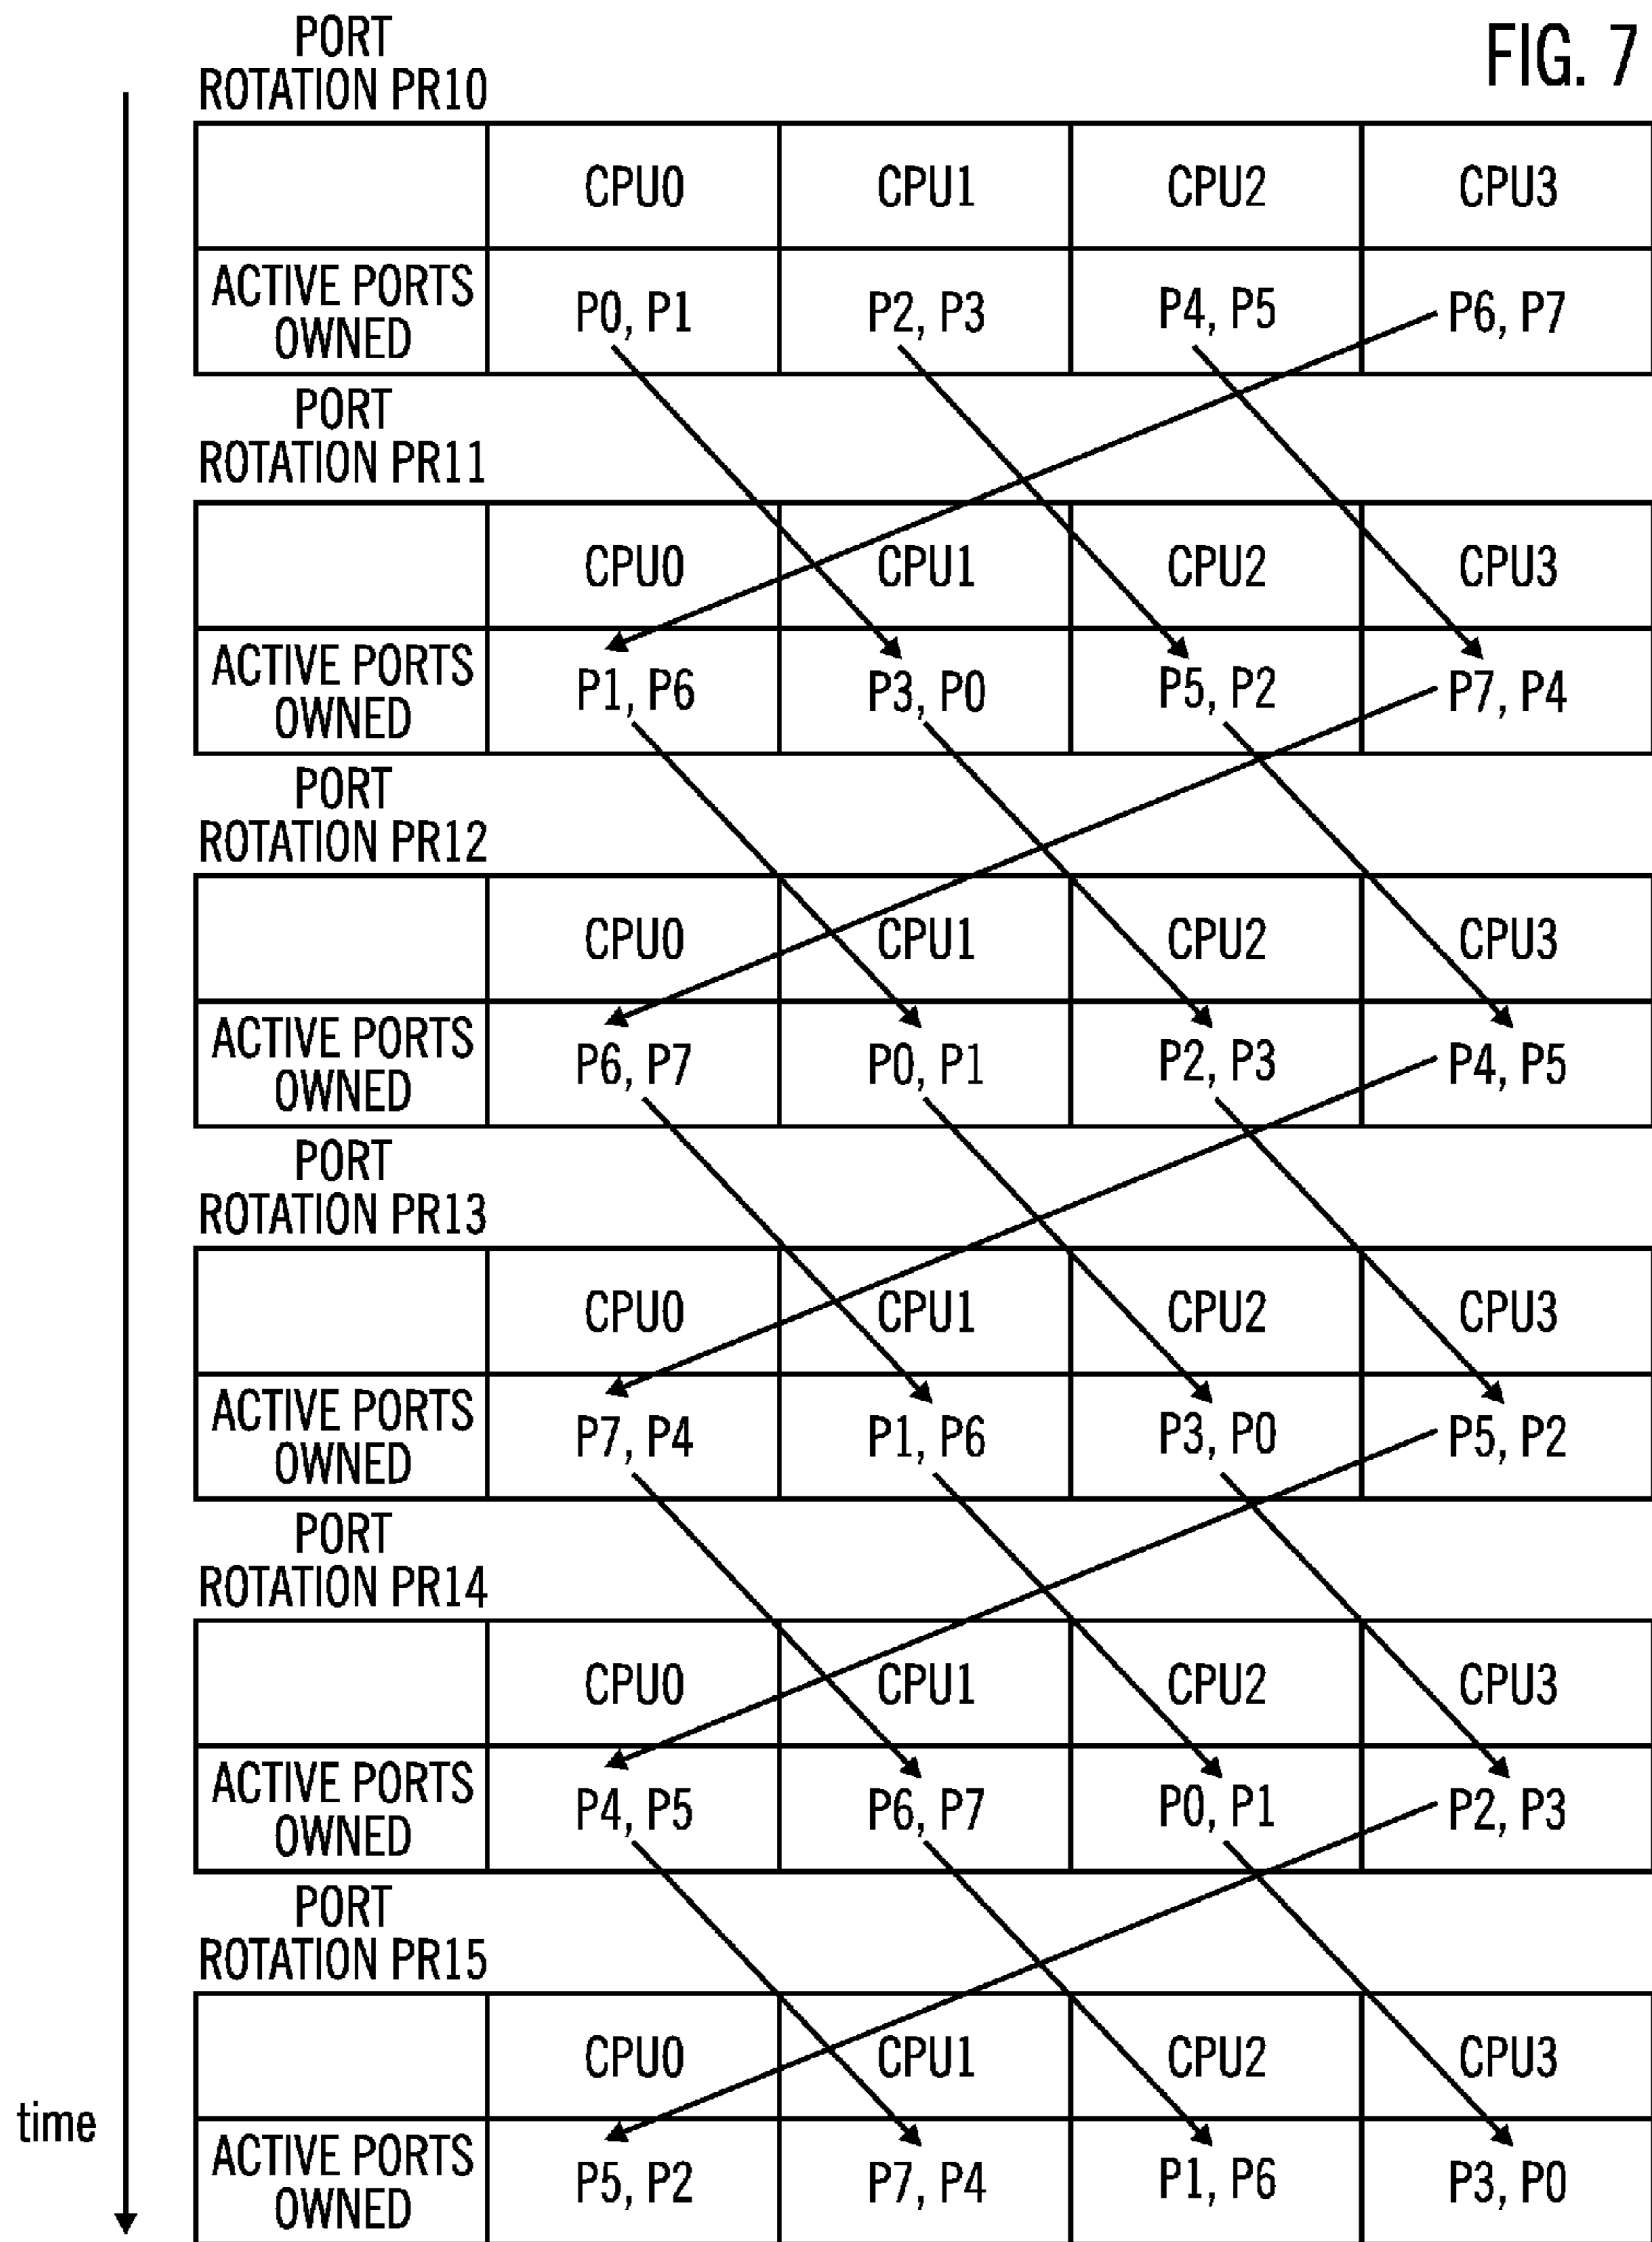 FIG. 7
PORT
ROTATION PR10
CPU0 CPU1 CPU2 CPU3
ACTIVE PORTS
OWNED
P0, P1 P2, P3 P4, P5 P6, P7
PORT
ROTATION PR11
CPU0 CPU1 CPU2 CPU3
ACTIVE PORTS
OWNED
P1, P6 P3, P0 P5, P2 P7, P4
PORT
ROTATION PR12
CPU0 CPU1 CPU2 CPU3
ACTIVE PORTS
OWNED
P6, P7 P0, P1 P2, P3 P4, P5
PORT
ROTATION PR13
CPU0 CPU1 CPU2 CPU3
ACTIVE PORTS
OWNED
P7, P4 P1, P6 P3, P0 P5, P2
PORT
ROTATION PR14
CPU0 CPU1 CPU2 CPU3
ACTIVE PORTS
OWNED
P4, P5 P6, P7 P0, P1 P2, P3
PORT
ROTATION PR15
CPU0 CPU1 CPU2 CPU3
time
ACTIVE PORTS
OWNED
P5, P2 P7, P4 P1, P6 P3, P0